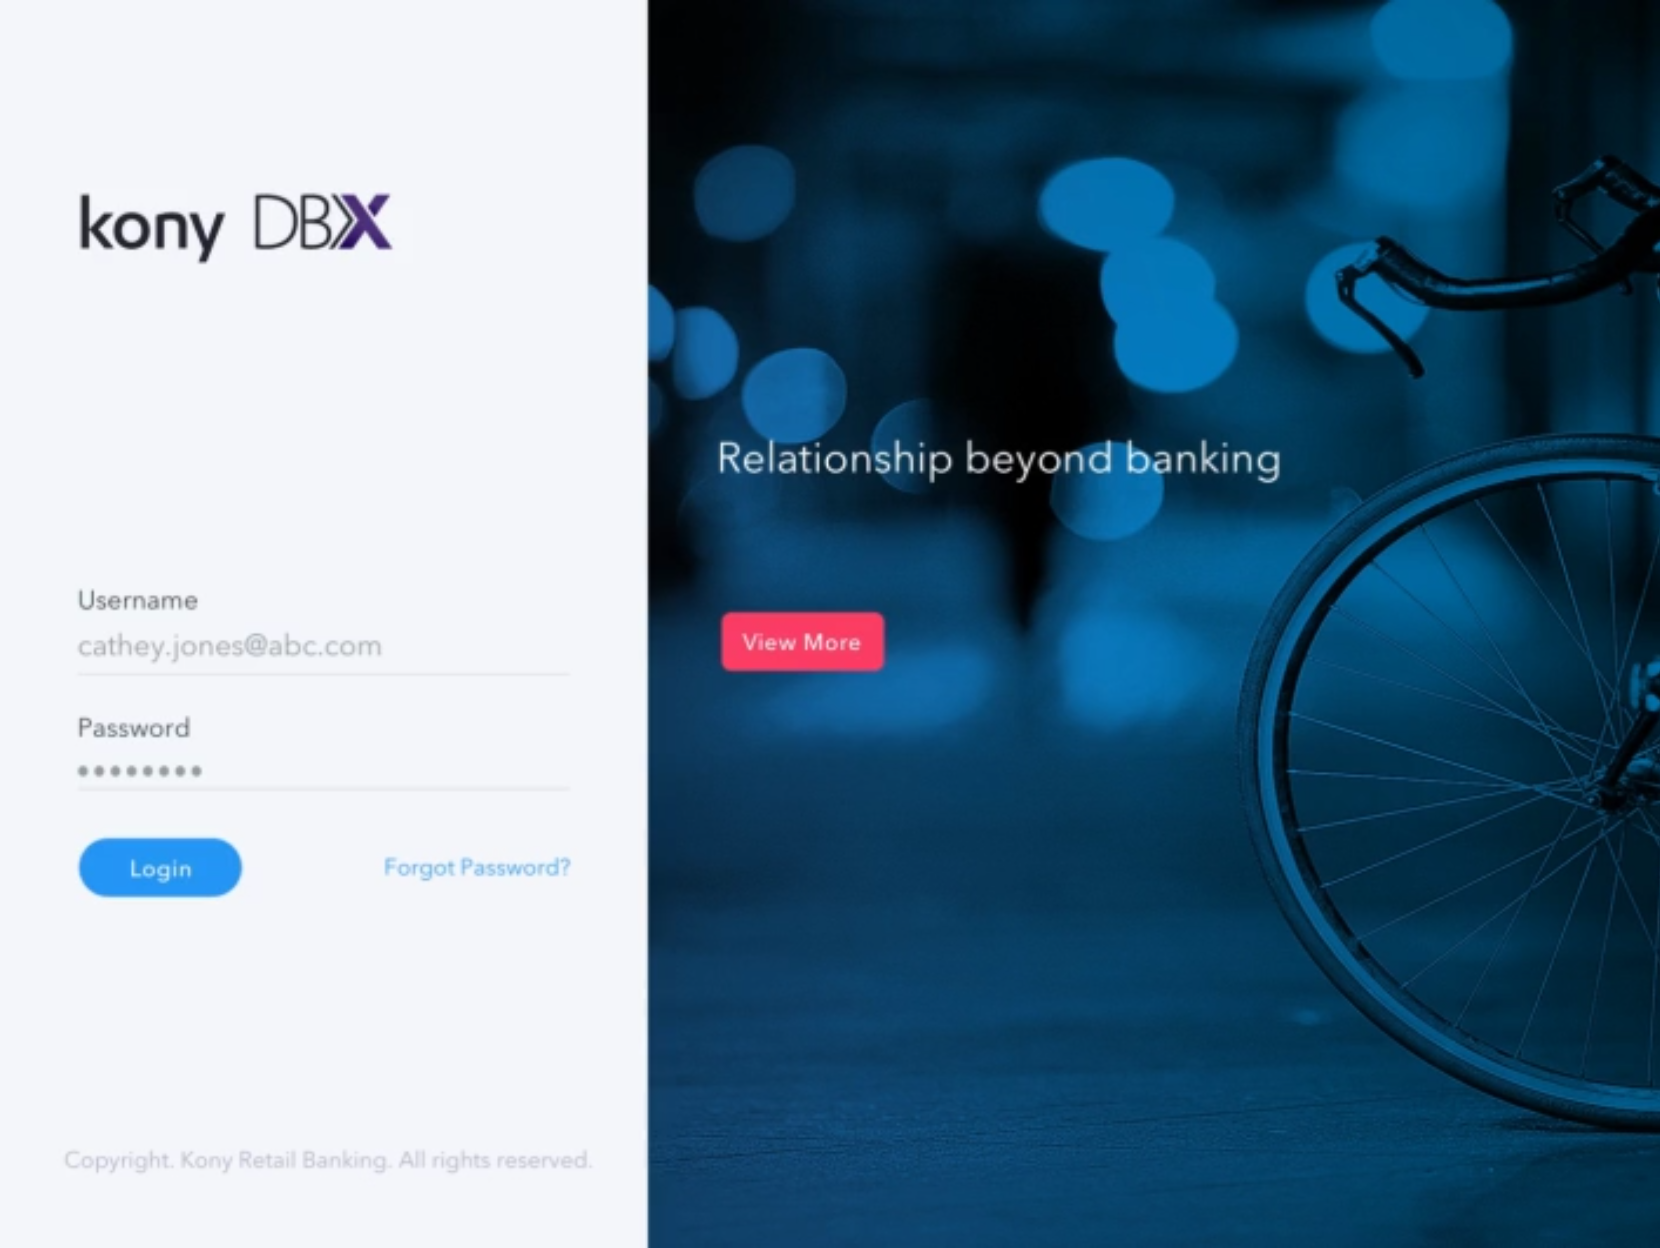 kony DBX
Relationship beyond banking
Username
cathey.jones@abc.com
View More
Password
••••••••
Login
Forgot Password?
Copyright. Kony Retail Banking. All rights reserved.